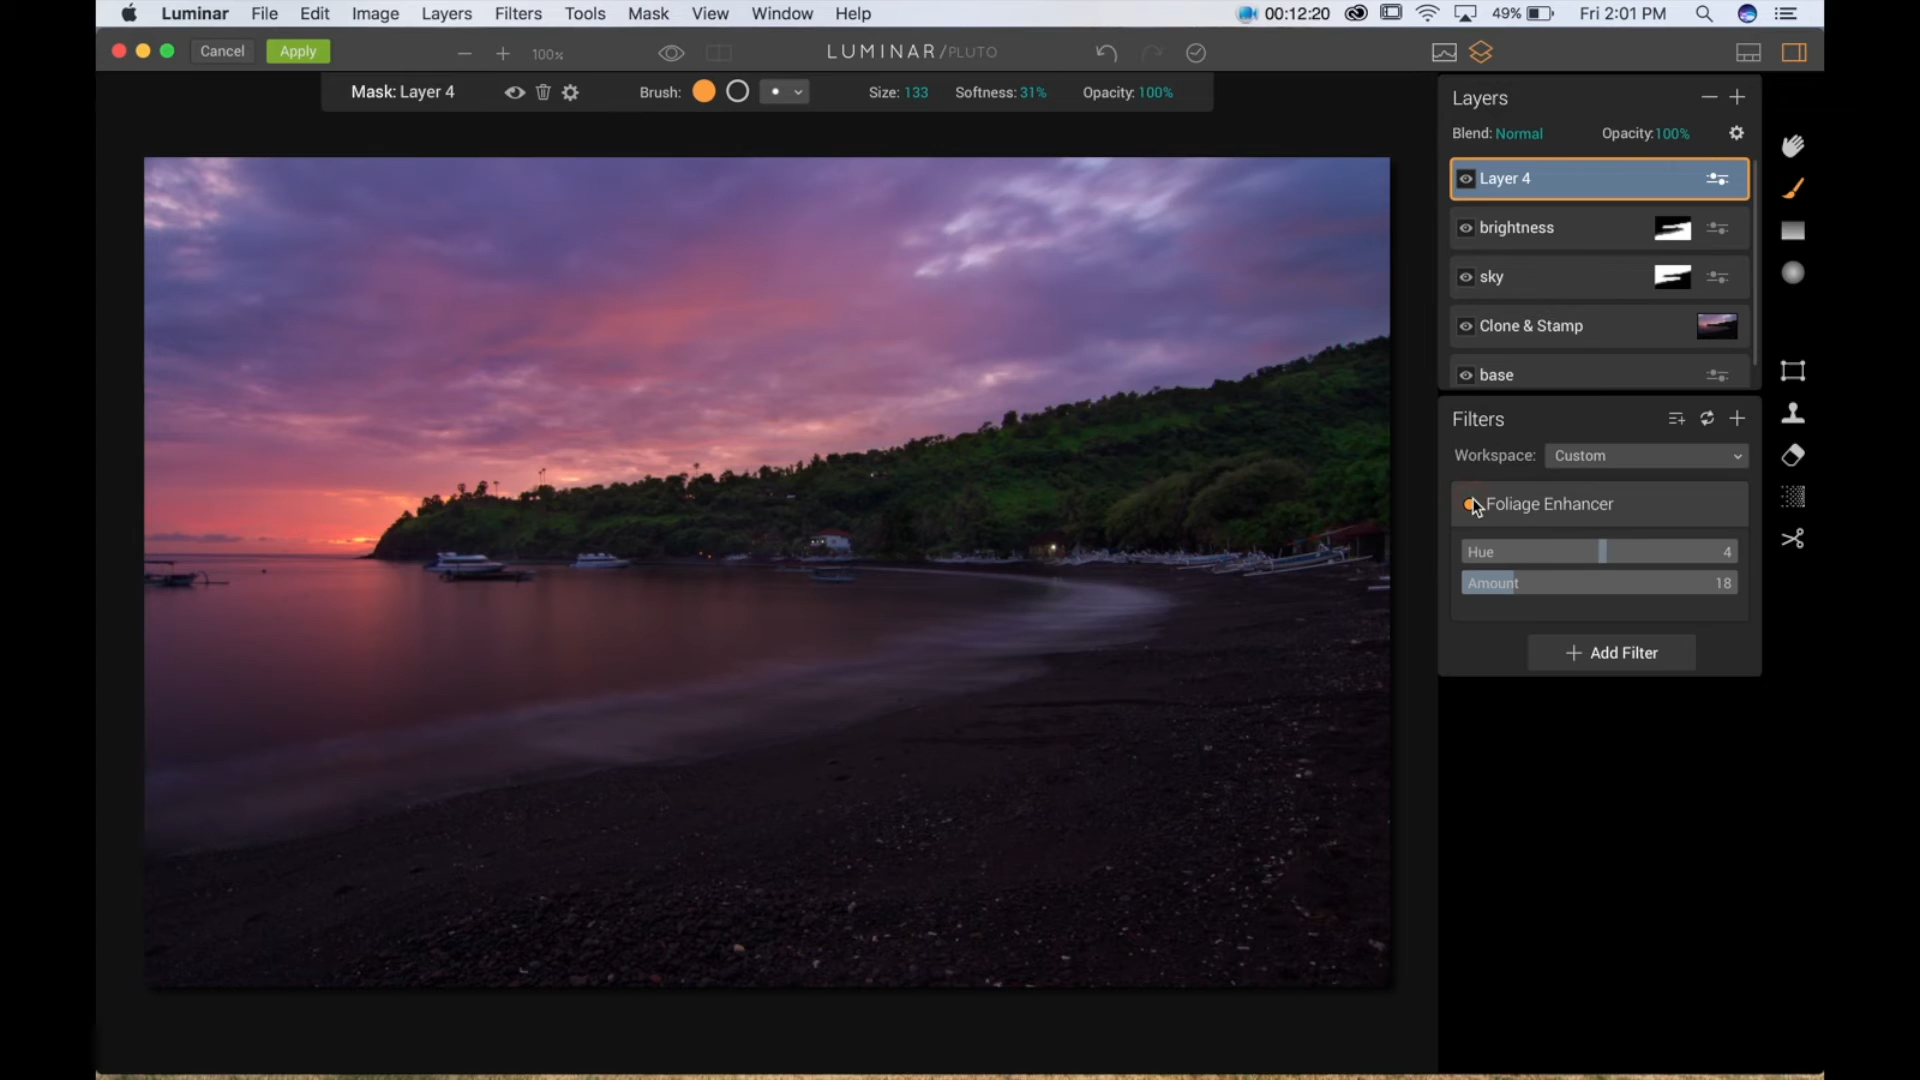 Luminar File Edit Image Layers Filters Tools Mask View Window Help 00:12:20 49% Fri 2:01 PM
Cancel Apply 100% LUMINAR/PLUTO
Mask: Layer 4 Brush: Size: 133 Softness: 31% Opacity: 100%
Layers
Blend: Normal Opacity: 100%
Layer 4
brightness
sky
Clone & Stamp
base
Filters
Workspace: Custom
Foliage Enhancer
Hue 4
Amount 18
Add Filter